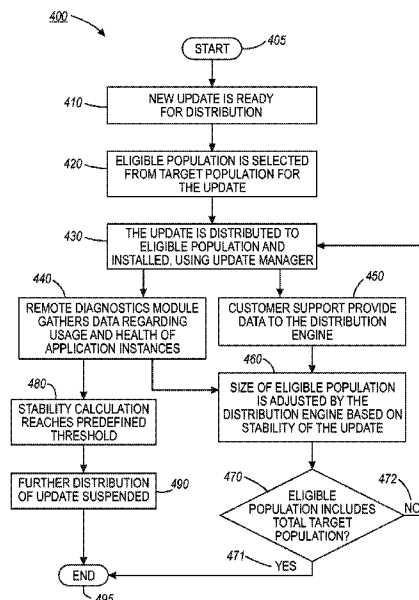 400
START
405
410
NEW UPDATE IS READY
FOR DISTRIBUTION
420
ELIGIBLE POPULATION IS SELECTED
FROM TARGET POPULATION FOR
THE UPDATE
430
THE UPDATE IS DISTRIBUTED TO
ELIGIBLE POPULATION AND
INSTALLED, USING UPDATE MANAGER
440
REMOTE DIAGNOSTICS MODULE
GATHERS DATA REGARDING
USAGE AND HEALTH OF
APPLICATION INSTANCES
450
CUSTOMER SUPPORT PROVIDE
DATA TO THE DISTRIBUTION
ENGINE
460
SIZE OF ELIGIBLE POPULATION
IS ADJUSTED BY THE
DISTRIBUTION ENGINE BASED ON
STABILITY OF THE UPDATE
480
STABILITY CALCULATION
REACHES PREDEFINED
THRESHOLD
490
FURTHER DISTRIBUTION
OF UPDATE SUSPENDED
470
ELIGIBLE
POPULATION INCLUDES
TOTAL TARGET
POPULATION?
472
NO
471
YES
END
495